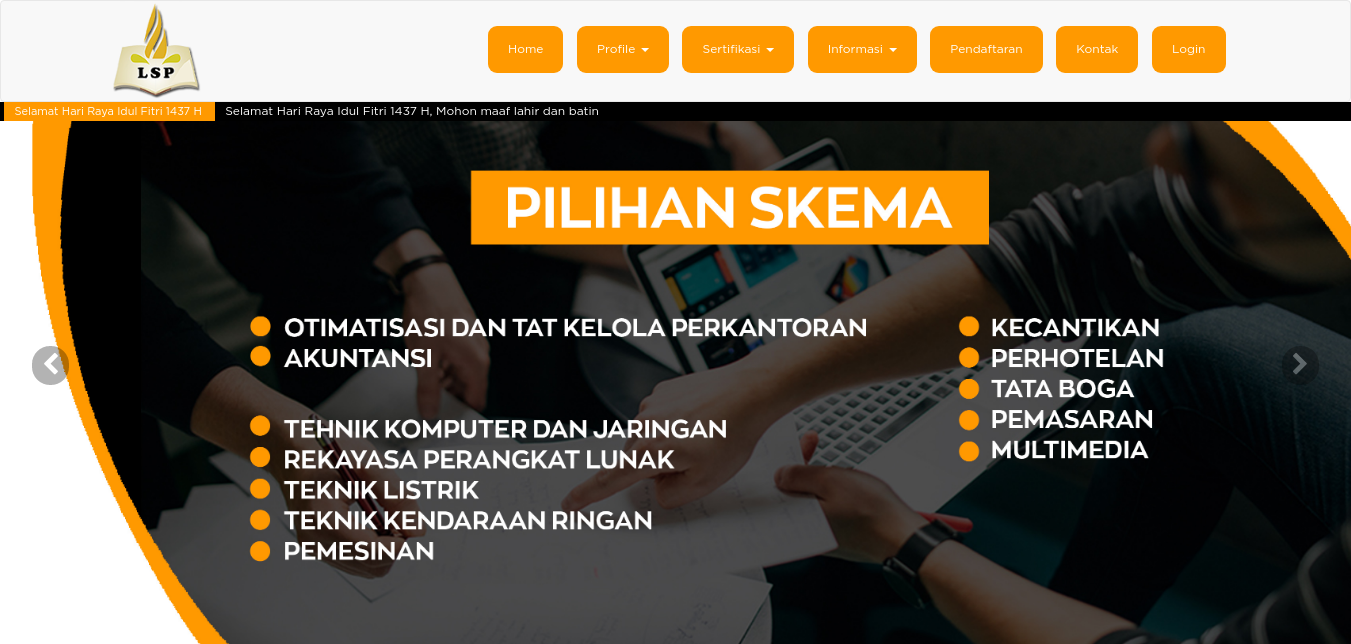 LSP
Home
Profile
Sertifikasi
Informasi
Pendaftaran
Kontak
Login
Selamat Hari Raya Idul Fitri 1437 H
Selamat Hari Raya Idul Fitri 1437 H, Mohon maaf lahir dan batin
PILIHAN SKEMA
OTIMATISASI DAN TAT KELOLA PERKANTORAN
AKUNTANSI
TEHNIK KOMPUTER DAN JARINGAN
REKAYASA PERANGKAT LUNAK
TEKNIK LISTRIK
TEKNIK KENDARAAN RINGAN
PEMESINAN
KECANTIKAN
PERHOTELAN
TATA BOGA
PEMASARAN
MULTIMEDIA